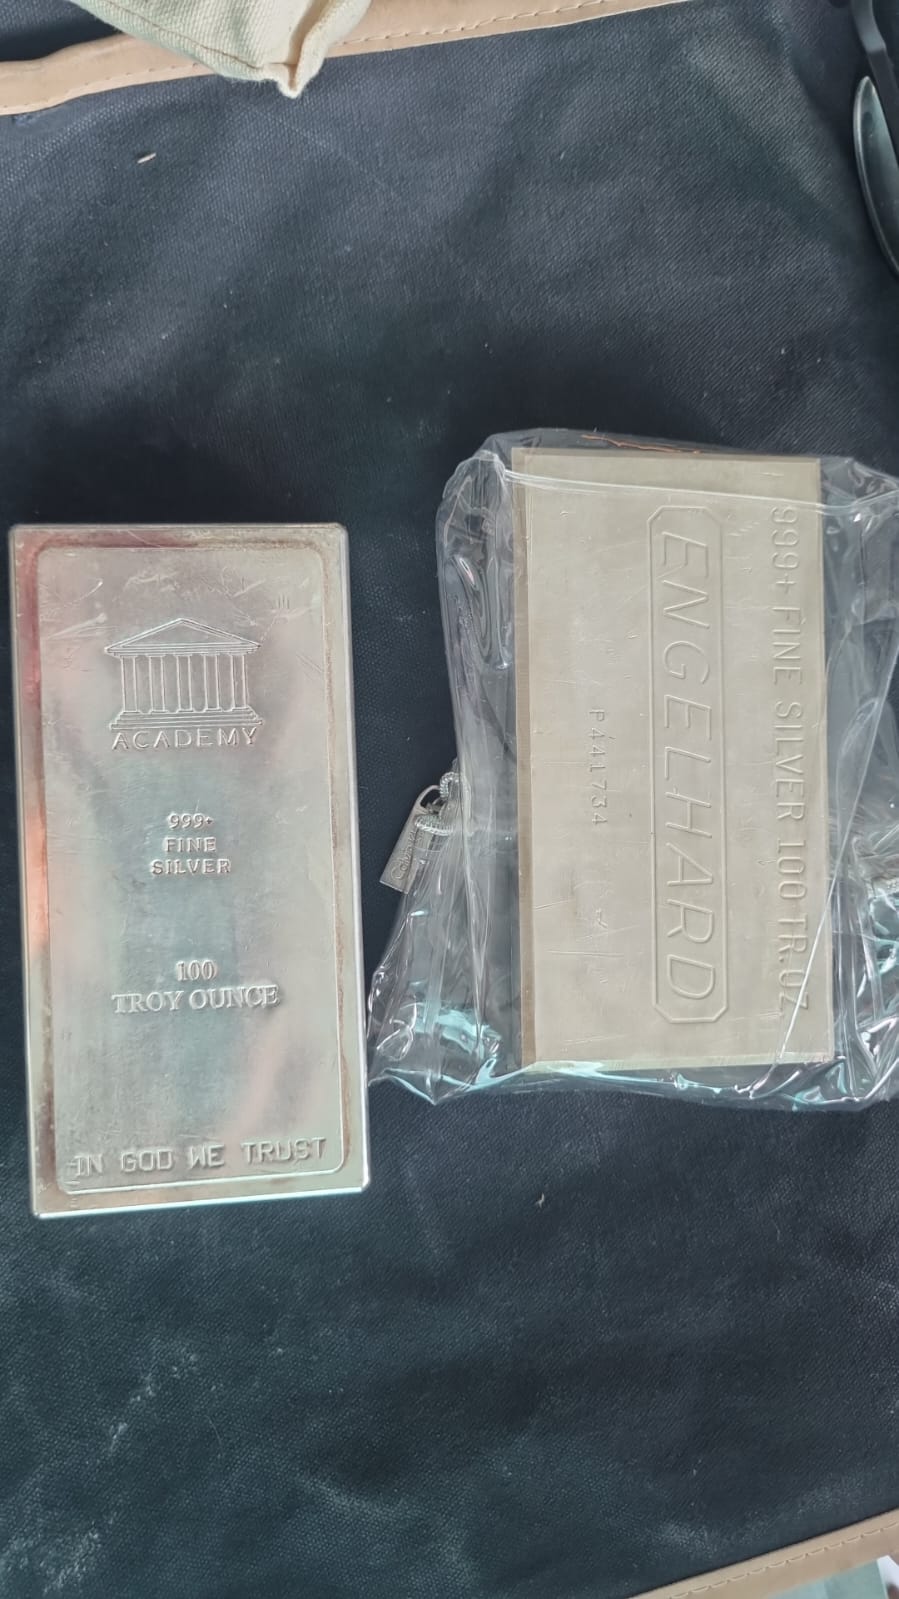 ACADEMY
999+
FINE
SILVER
100
TROY OUNCE
IN GOD WE TRUST
999+ FINE SILVER 100 TR. OZ
ENGELHARD
P441734